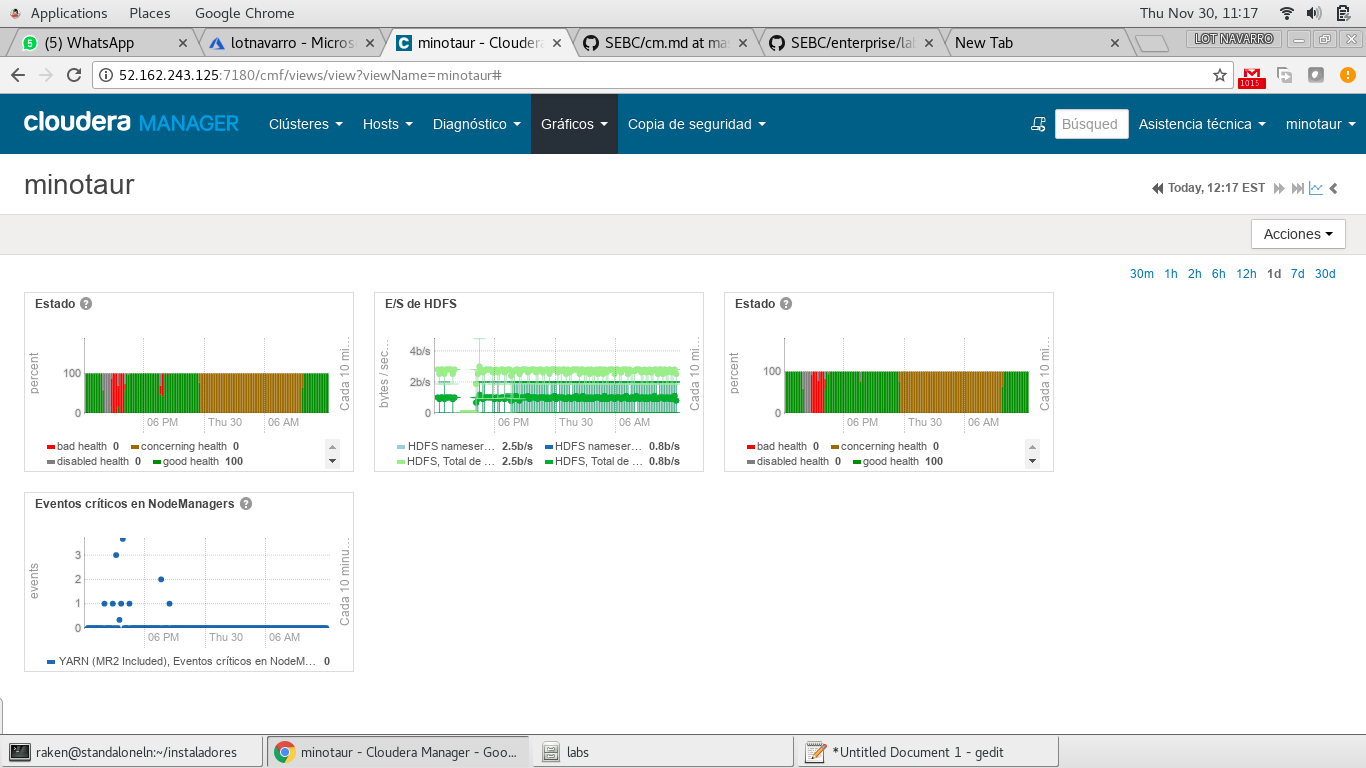 Applications Places Google Chrome Thu Nov 30, 11:17
(5) WhatsApp lotnavarro - Micros minotaur - Cloudera SEBC/cm.md at ma SEBC/enterprise/la New Tab LOT NAVARRO
52.162.243.125:7180/cmf/views/view?viewName=minotaur# 1015
cloudera MANAGER Clústeres Hosts Diagnóstico Gráficos Copia de seguridad Búsqued Asistencia técnica minotaur
minotaur Today, 12:17 EST
Acciones
30m 1h 2h 6h 12h 1d 7d 30d
Estado
percent
100
0
06 PM Thu 30 06 AM
Cada 10 mi...
bad health 0 concerning health 0
disabled health 0 good health 100
E/S de HDFS
bytes / sec...
4b/s
2b/s
0
06 PM Thu 30 06 AM
Cada 10 mi...
HDFS nameser... 2.5b/s HDFS nameser... 0.8b/s
HDFS, Total de ... 2.5b/s HDFS, Total de ... 0.8b/s
Estado
percent
100
0
06 PM Thu 30 06 AM
Cada 10 mi...
bad health 0 concerning health 0
disabled health 0 good health 100
Eventos críticos en NodeManagers
events
3
2
1
0
06 PM Thu 30 06 AM
Cada 10 minu...
YARN (MR2 Included), Eventos críticos en NodeM... 0
raken@standaloneln:~/instaladores minotaur - Cloudera Manager - Goo... labs *Untitled Document 1 - gedit